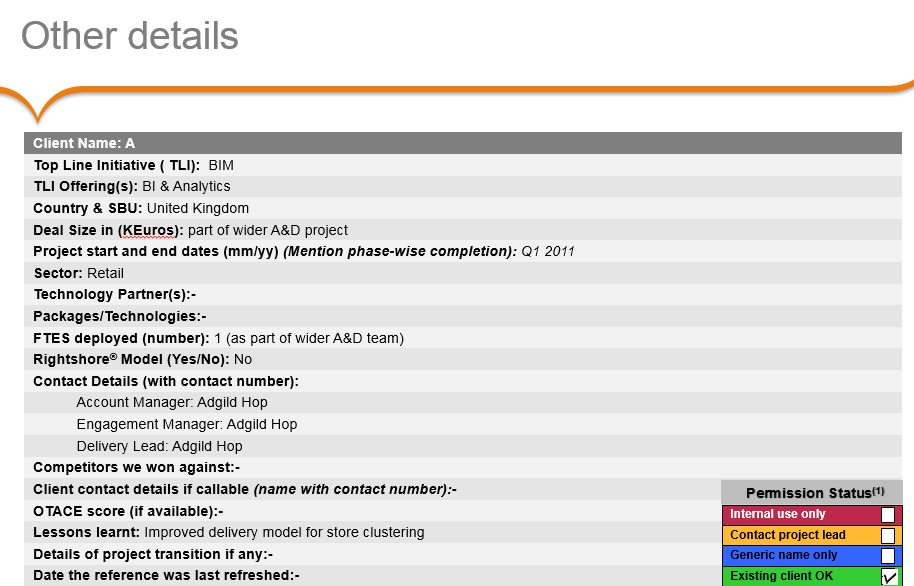 Other details
Client Name: A
Top Line Initiative ( TLI):  BIM
TLI Offering(s): BI & Analytics
Country & SBU: United Kingdom
Deal Size in (KEuros): part of wider A&D project
Project start and end dates (mm/yy) (Mention phase-wise completion): Q1 2011
Sector: Retail
Technology Partner(s):-
Packages/Technologies:-
FTES deployed (number): 1 (as part of wider A&D team)
Rightshore® Model (Yes/No): No
Contact Details (with contact number):
Account Manager: Adgild Hop
Engagement Manager: Adgild Hop
Delivery Lead: Adgild Hop
Competitors we won against:-
Client contact details if callable (name with contact number):-
OTACE score (if available):-
Lessons learnt: Improved delivery model for store clustering
Details of project transition if any:-
Date the reference was last refreshed:-
Permission Status(1)
Internal use only
Contact project lead
Generic name only
Existing client OK